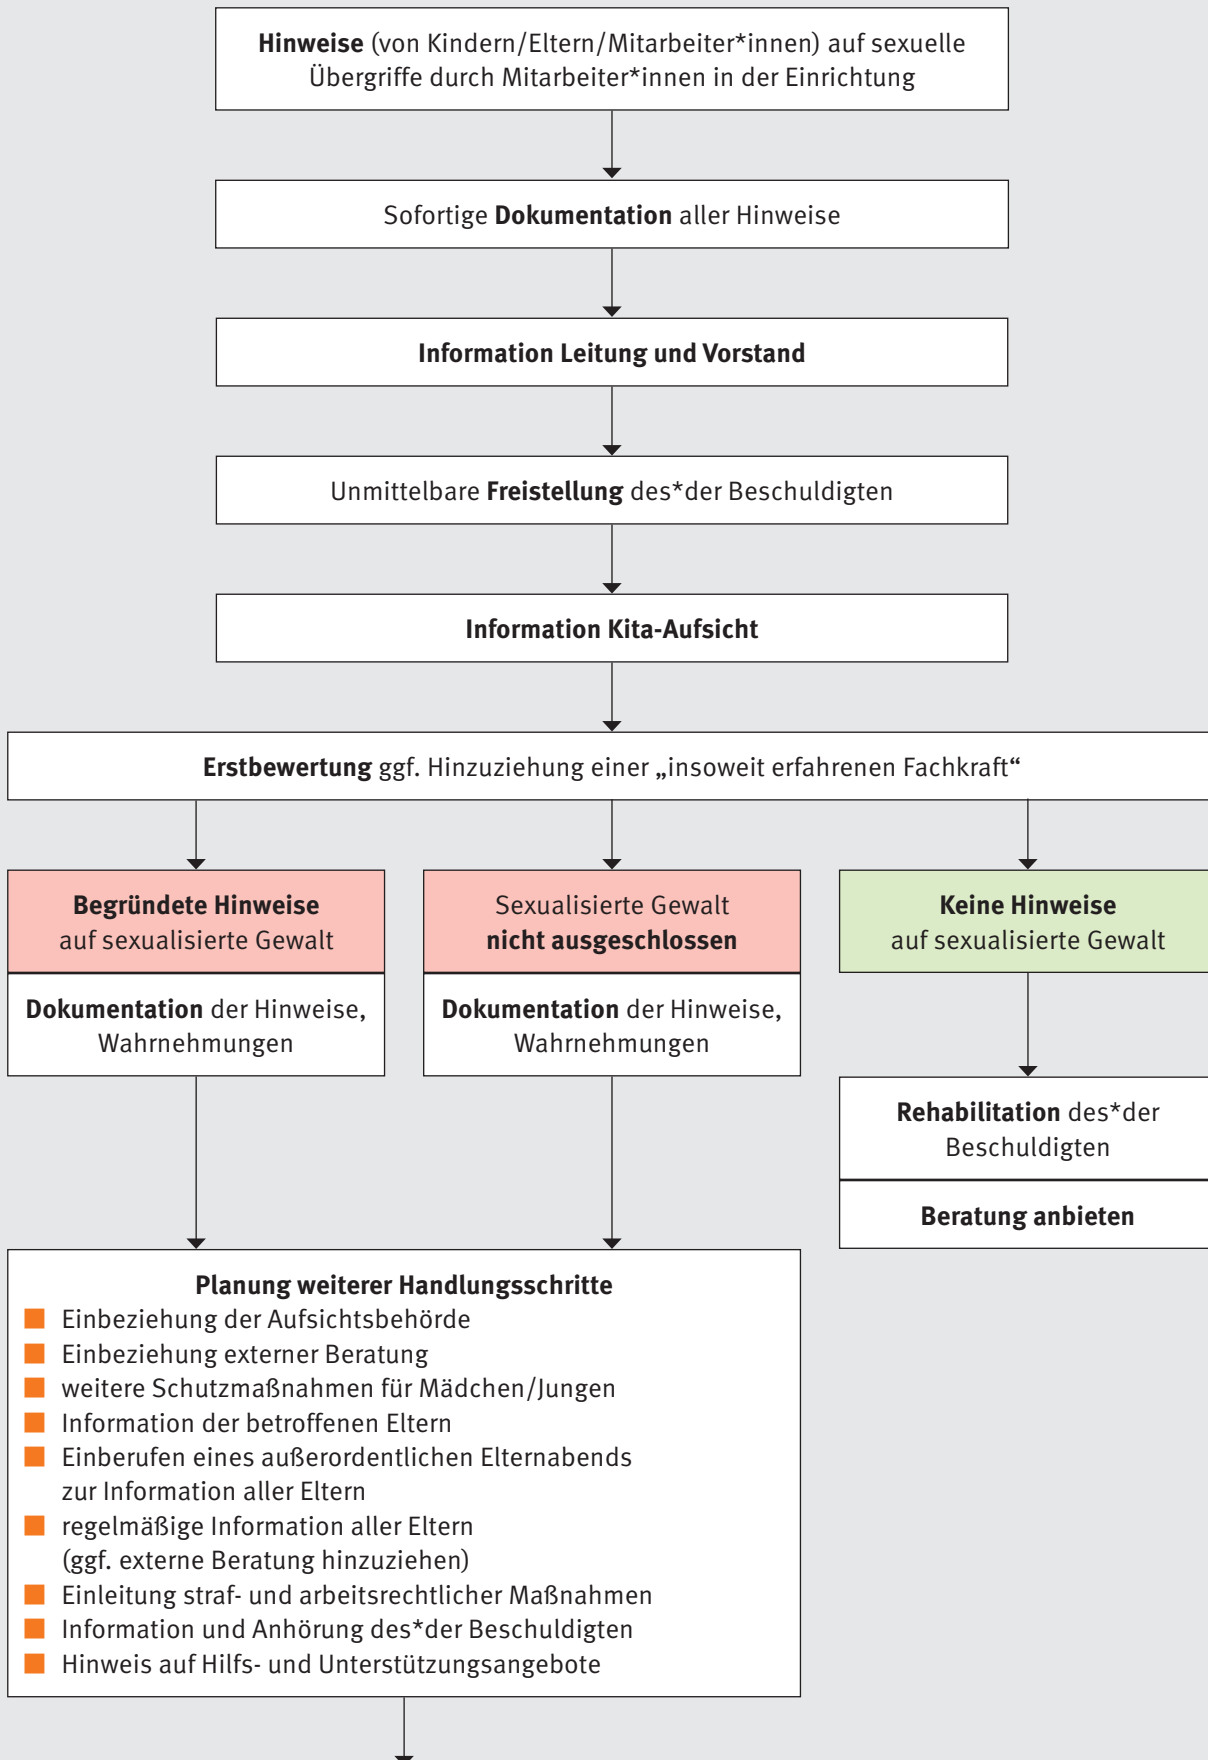 Hinweise (von Kindern/Eltern/Mitarbeiter*innen) auf sexuelle
Übergriffe durch Mitarbeiter*innen in der Einrichtung
Sofortige Dokumentation aller Hinweise
Information Leitung und Vorstand
Unmittelbare Freistellung des*der Beschuldigten
Information Kita-Aufsicht
Erstbewertung ggf. Hinzuziehung einer „insoweit erfahrenen Fachkraft“
Begründete Hinweise
auf sexualisierte Gewalt
Dokumentation der Hinweise,
Wahrnehmungen
Sexualisierte Gewalt
nicht ausgeschlossen
Dokumentation der Hinweise,
Wahrnehmungen
Keine Hinweise
auf sexualisierte Gewalt
Rehabilitation des*der
Beschuldigten
Beratung anbieten
Planung weiterer Handlungsschritte
Einbeziehung der Aufsichtsbehörde
Einbeziehung externer Beratung
weitere Schutzmaßnahmen für Mädchen/Jungen
Information der betroffenen Eltern
Einberufen eines außerordentlichen Elternabends
zur Information aller Eltern
regelmäßige Information aller Eltern
(ggf. externe Beratung hinzuziehen)
Einleitung straf- und arbeitsrechtlicher Maßnahmen
Information und Anhörung des*der Beschuldigten
Hinweis auf Hilfs- und Unterstützungsangebote